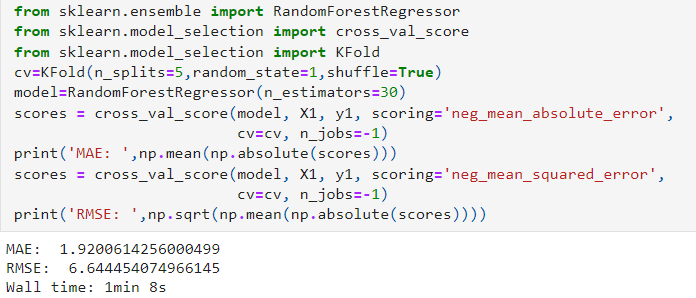 from sklearn.ensemble import RandomForestRegressor
from sklearn.model_selection import cross_val_score
from sklearn.model_selection import KFold
cv=KFold(n_splits=5,random_state=1,shuffle=True)
model=RandomForestRegressor(n_estimators=30)
scores = cross_val_score(model, X1, y1, scoring='neg_mean_absolute_error',
                         cv=cv, n_jobs=-1)
print('MAE: ',np.mean(np.absolute(scores)))
scores = cross_val_score(model, X1, y1, scoring='neg_mean_squared_error',
                         cv=cv, n_jobs=-1)
print('RMSE: ',np.sqrt(np.mean(np.absolute(scores))))
MAE:  1.9200614256000499
RMSE:  6.644454074966145
Wall time: 1min 8s